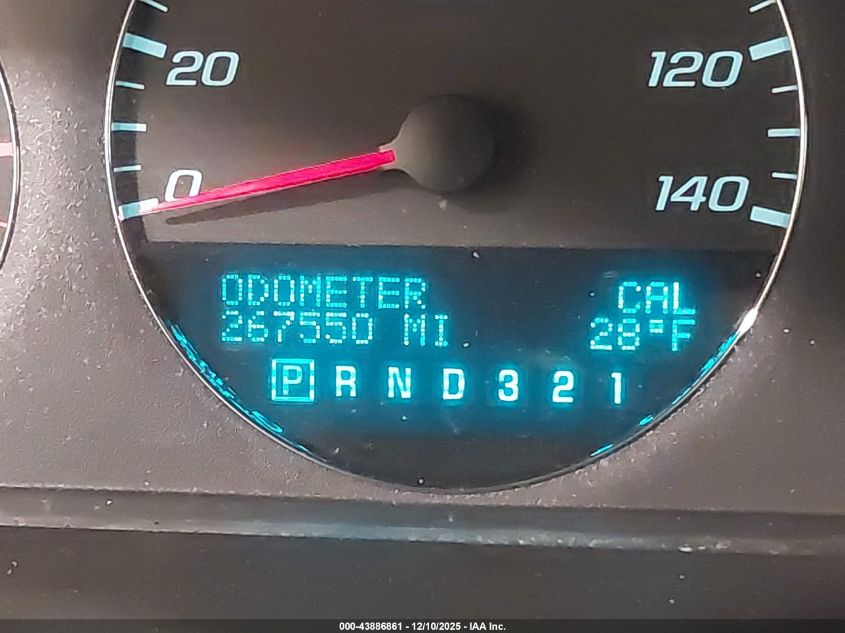 20
120
0
140
ODOMETER CAL
267550 MI 28°F
P R N D 3 2 1
000-43886861 - 12/10/2025 - IAA Inc.